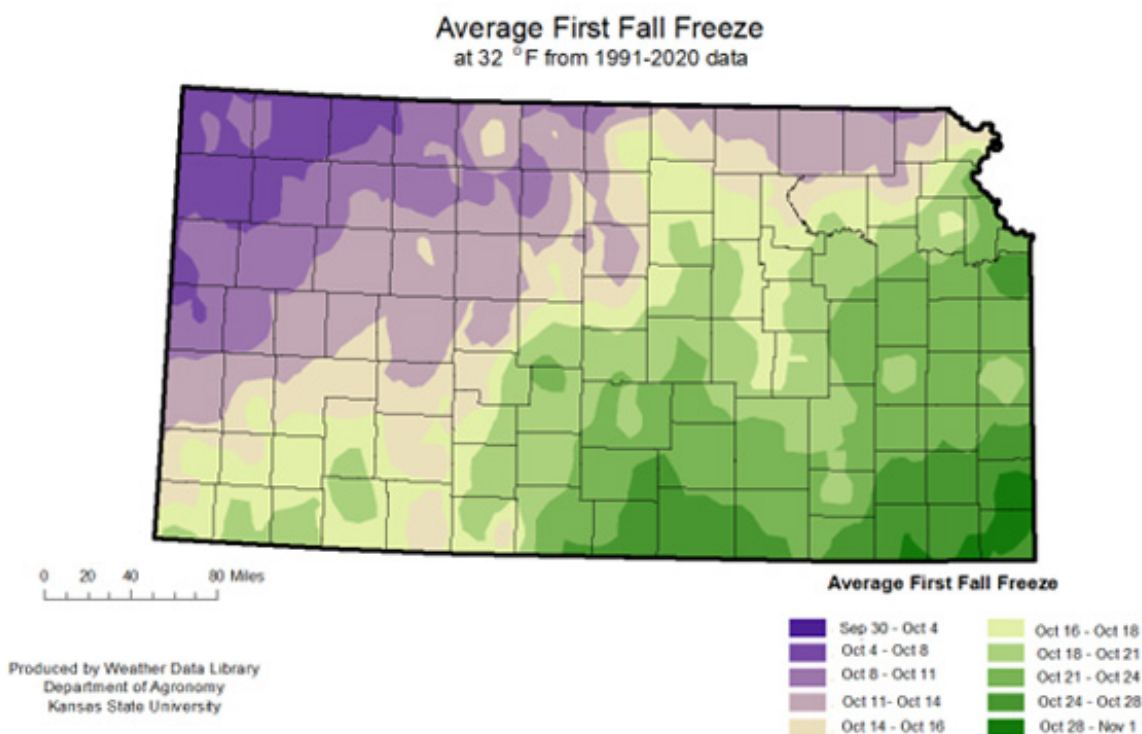 Average First Fall Freeze
at 32 °F from 1991-2020 data
0 20 40 80 Miles
Produced by Weather Data Library
Department of Agronomy
Kansas State University
Average First Fall Freeze
Sep 30 - Oct 4
Oct 4 - Oct 8
Oct 8 - Oct 11
Oct 11- Oct 14
Oct 14 - Oct 16
Oct 16 - Oct 18
Oct 18 - Oct 21
Oct 21 - Oct 24
Oct 24 - Oct 28
Oct 28 - Nov 1